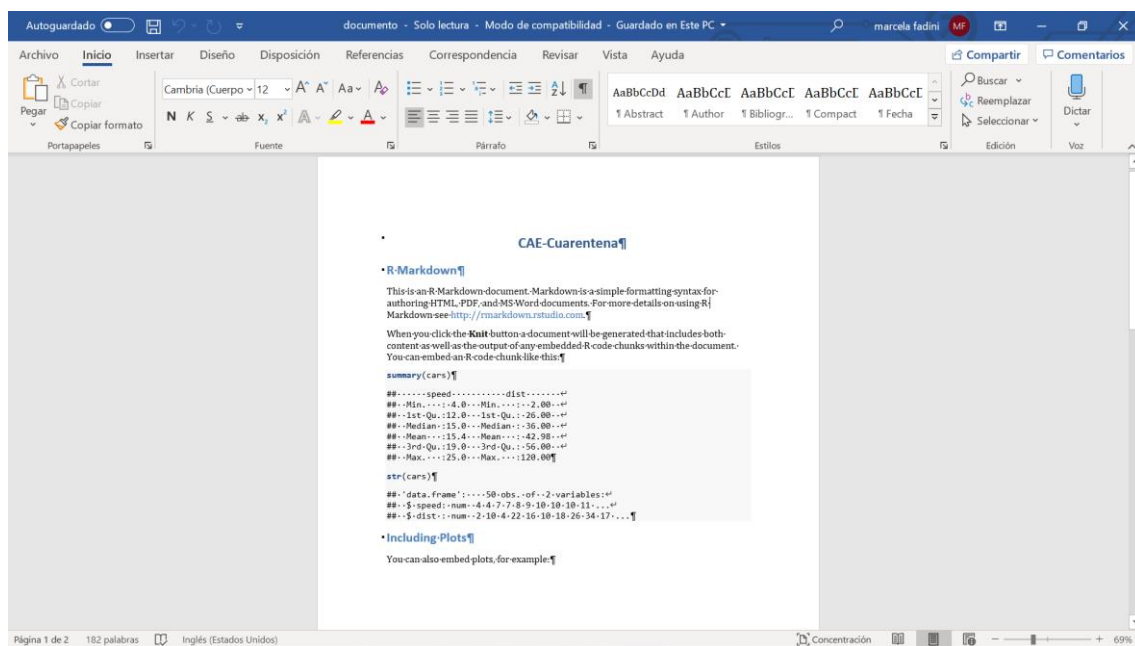 Autoguardado
documento - Solo lectura - Modo de compatibilidad - Guardado en Este PC
marcela fadini
MF
Archivo Inicio Insertar Diseño Disposición Referencias Correspondencia Revisar Vista Ayuda
Compartir Comentarios
Pegar
Cortar
Copiar
Copiar formato
Portapapeles
Cambria (Cuerpo 12 A A Aa
N K S ab x₂ x² A A
Fuente
Párrafo
AaBbCcDd AaBbCcE AaBbCcE AaBbCcE AaBbCcE
¶ Abstract ¶ Author ¶ Bibliogr... ¶ Compact ¶ Fecha
Estilos
Buscar
Reemplazar
Seleccionar
Edición
Dictar
Voz
CAE-Cuarentena¶
R·Markdown¶
This·is·an·R·Markdown·document.·Markdown·is·a·simple·formatting·syntax·for·
authoring·HTML,·PDF,·and·MS·Word·documents.·For·more·details·on·using·R·
Markdown·see·http://rmarkdown.rstudio.com.¶
When·you·click·the·Knit·button·a·document·will·be·generated·that·includes·both·
content·as·well·as·the·output·of·any·embedded·R·code·chunks·within·the·document.·
You·can·embed·an·R·code·chunk·like·this:¶
summary(cars)¶
##······speed···········dist·······↵
##··Min.···:·4.0···Min.···:··2.00··↵
##··1st·Qu.:12.0···1st·Qu.:·26.00··↵
##··Median·:15.0···Median·:·36.00··↵
##··Mean···:15.4···Mean···:·42.98··↵
##··3rd·Qu.:19.0···3rd·Qu.:·56.00··↵
##··Max.···:25.0···Max.···:120.00¶
str(cars)¶
##·'data.frame':····50·obs.·of··2·variables:↵
##··$·speed:·num··4·4·7·7·8·9·10·10·10·11·...↵
##··$·dist·:·num··2·10·4·22·16·10·18·26·34·17·...¶
Including·Plots¶
You·can·also·embed·plots,·for·example:¶
Página 1 de 2 182 palabras Inglés (Estados Unidos)
Concentración
69%